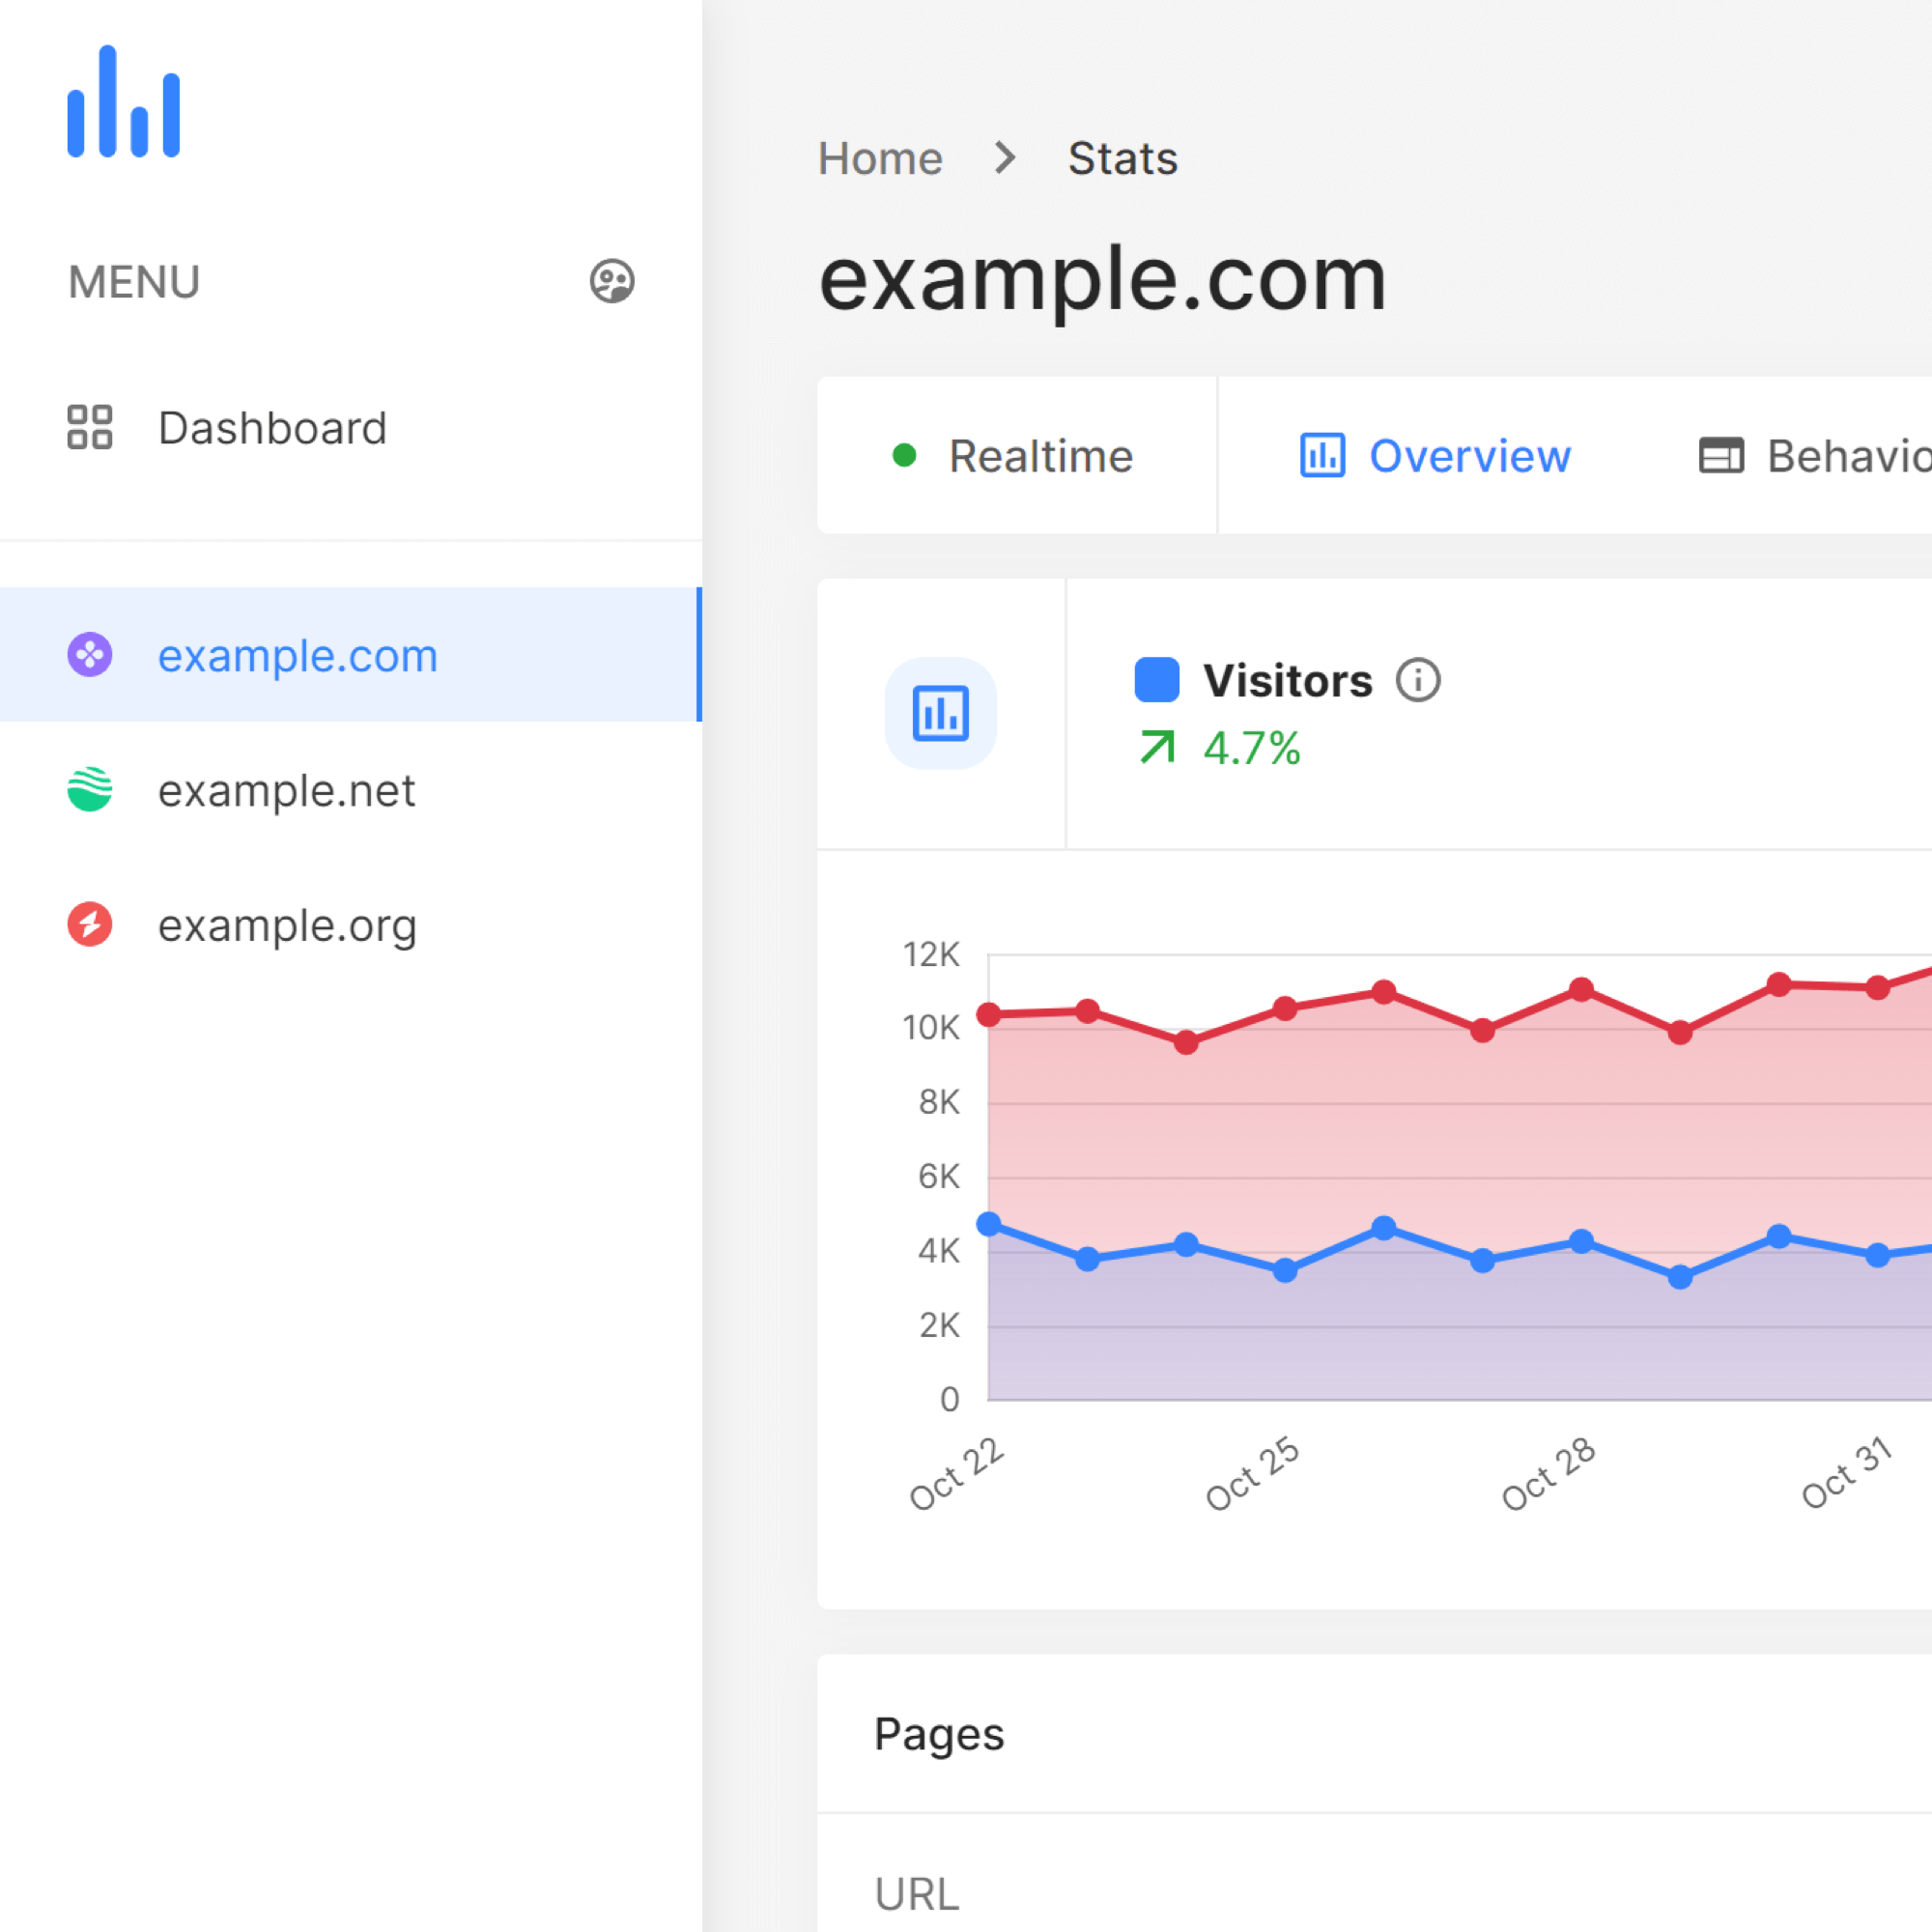 MENU
Dashboard
example.com
example.net
example.org
Home > Stats
example.com
Realtime
Overview
Visitors
4.7%
12K
10K
8K
6K
4K
2K
0
Oct 22
Oct 25
Oct 28
Oct 31
Pages
URL